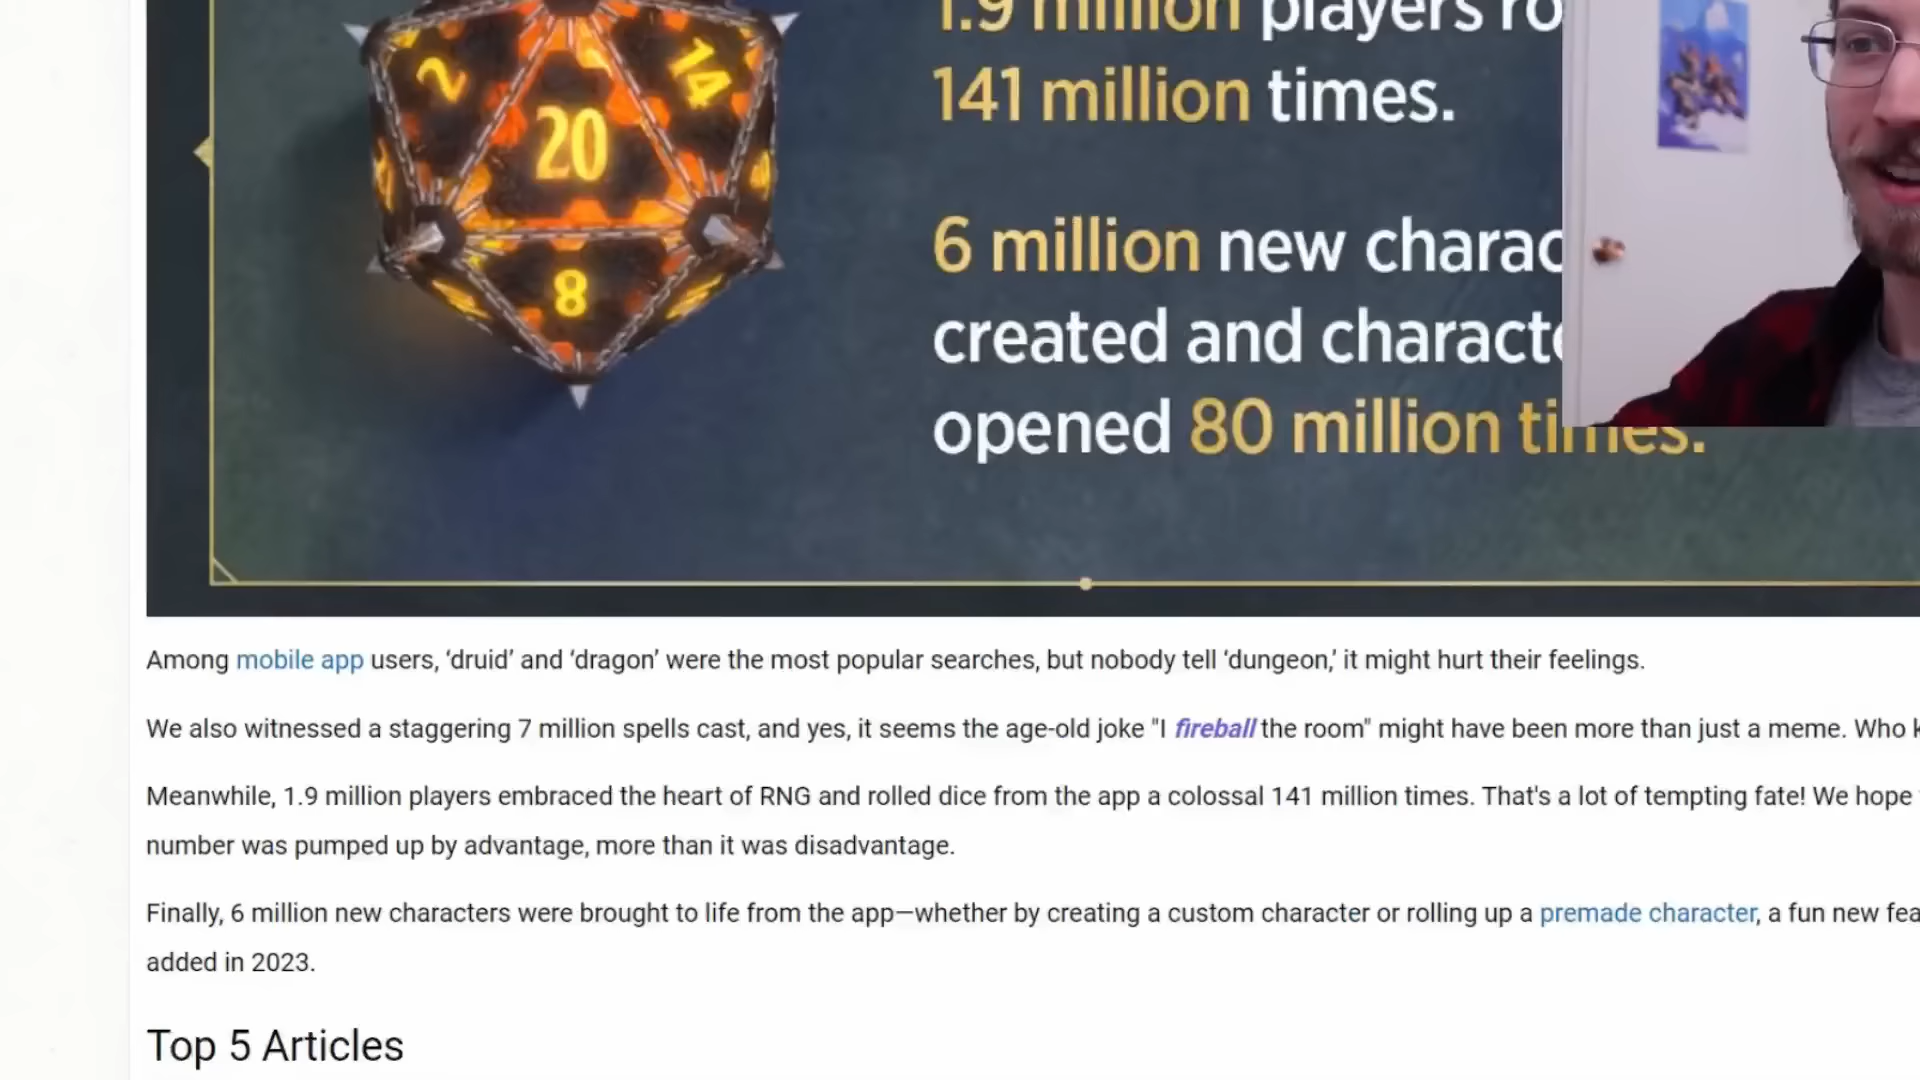 1.9 million players ro
141 million times.
2
14
20
8
6 million new charac
created and characte
opened 80 million times.
Among mobile app users, ‘druid’ and ‘dragon’ were the most popular searches, but nobody tell ‘dungeon,’ it might hurt their feelings.
We also witnessed a staggering 7 million spells cast, and yes, it seems the age-old joke "I fireball the room" might have been more than just a meme. Who k
Meanwhile, 1.9 million players embraced the heart of RNG and rolled dice from the app a colossal 141 million times. That's a lot of tempting fate! We hope
number was pumped up by advantage, more than it was disadvantage.
Finally, 6 million new characters were brought to life from the app—whether by creating a custom character or rolling up a premade character, a fun new fea
added in 2023.
Top 5 Articles